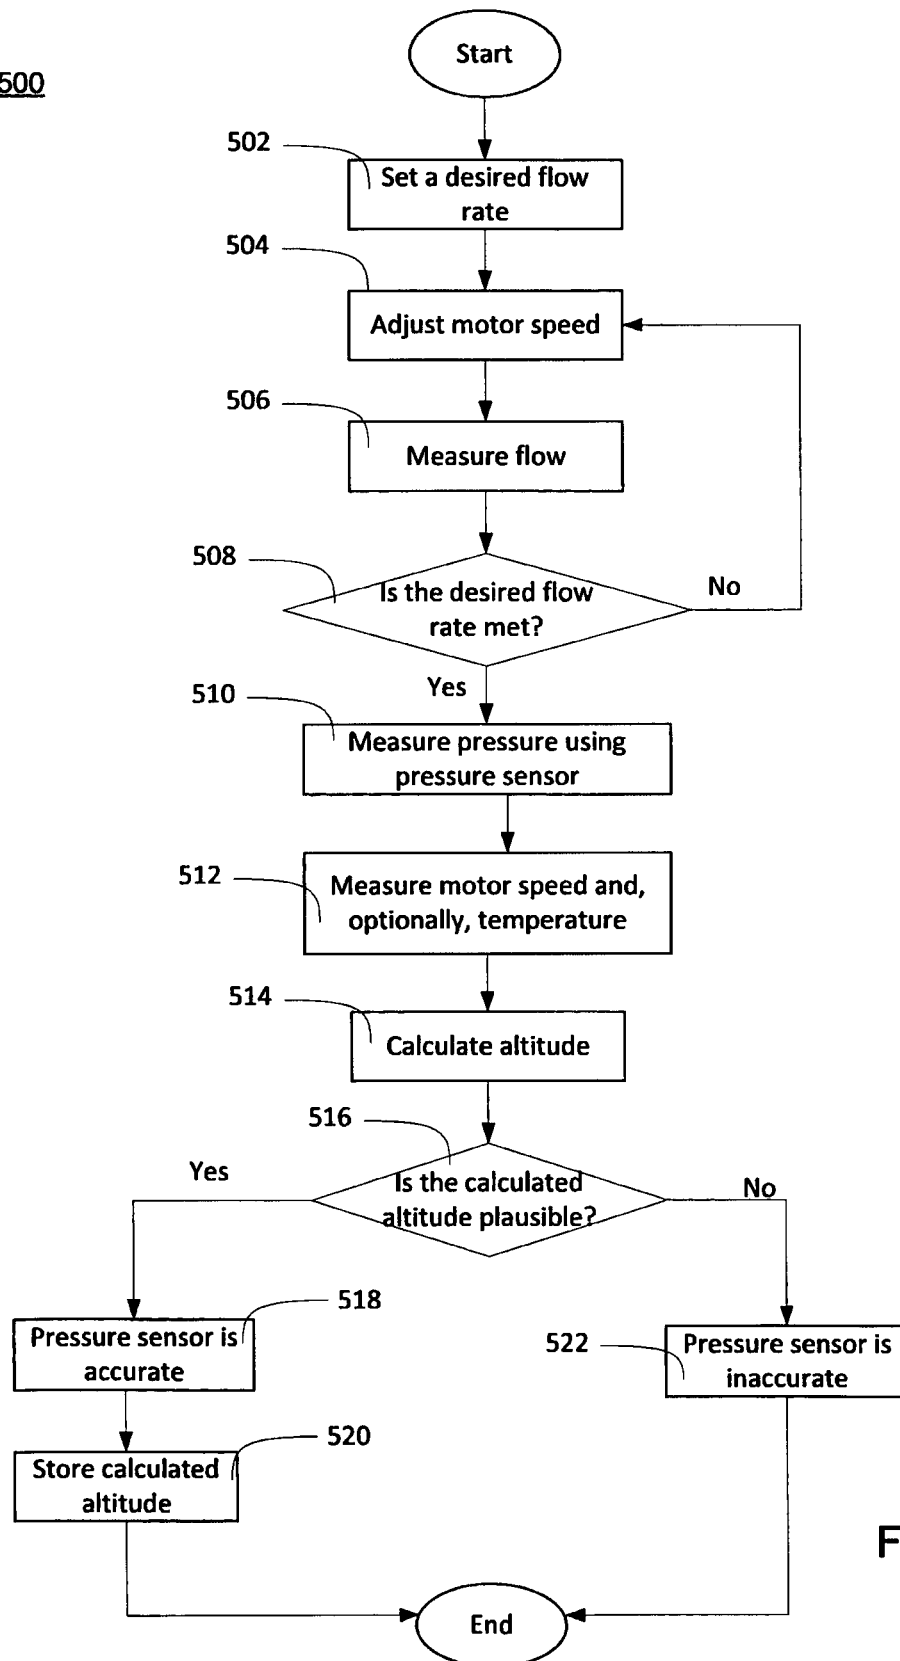 Start
500
502
Set a desired flow
rate
504
Adjust motor speed
506
Measure flow
508
Is the desired flow
rate met?
No
Yes
510
Measure pressure using
pressure sensor
512
Measure motor speed and,
optionally, temperature
514
Calculate altitude
516
Is the calculated
altitude plausible?
Yes
No
518
Pressure sensor is
accurate
522
Pressure sensor is
inaccurate
520
Store calculated
altitude
F
End